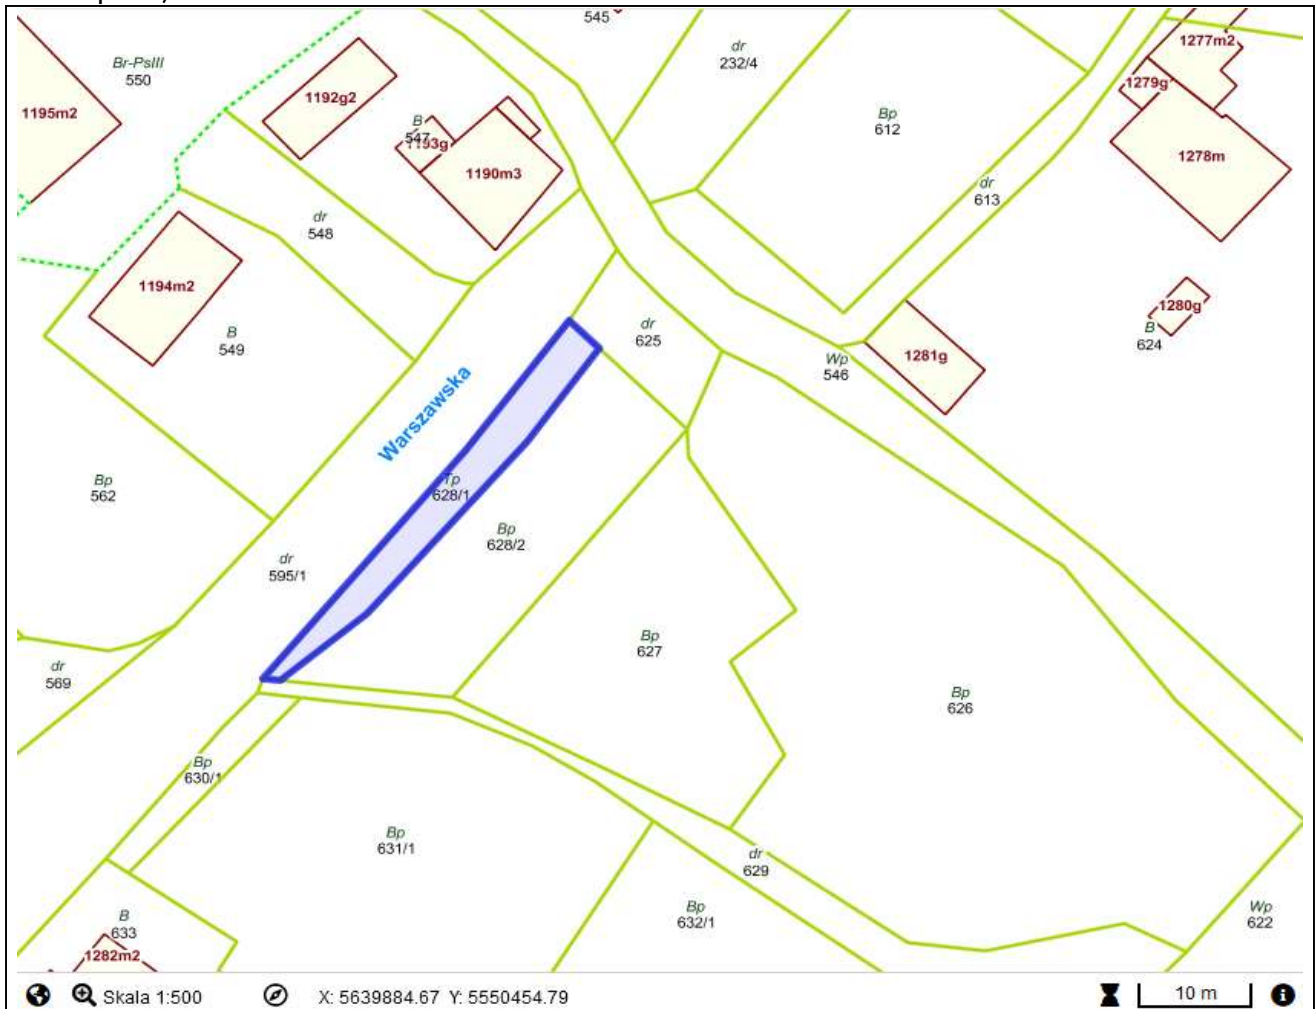 545
Br-PsIII
550
1195m2
1192g2
B
547
1193g
1190m3
dr
232/4
Bp
612
1277m2
1279g
1278m
dr
613
dr
548
1194m2
B
549
Warszawska
dr
625
Wp
546
1281g
1280g
B
624
Bp
562
Tp
628/1
Bp
628/2
dr
595/1
Bp
627
dr
569
Bp
626
Bp
630/1
Bp
631/1
dr
629
Bp
632/1
Wp
622
B
633
1282m2
Skala 1:500
X: 5639884.67 Y: 5550454.79
10 m